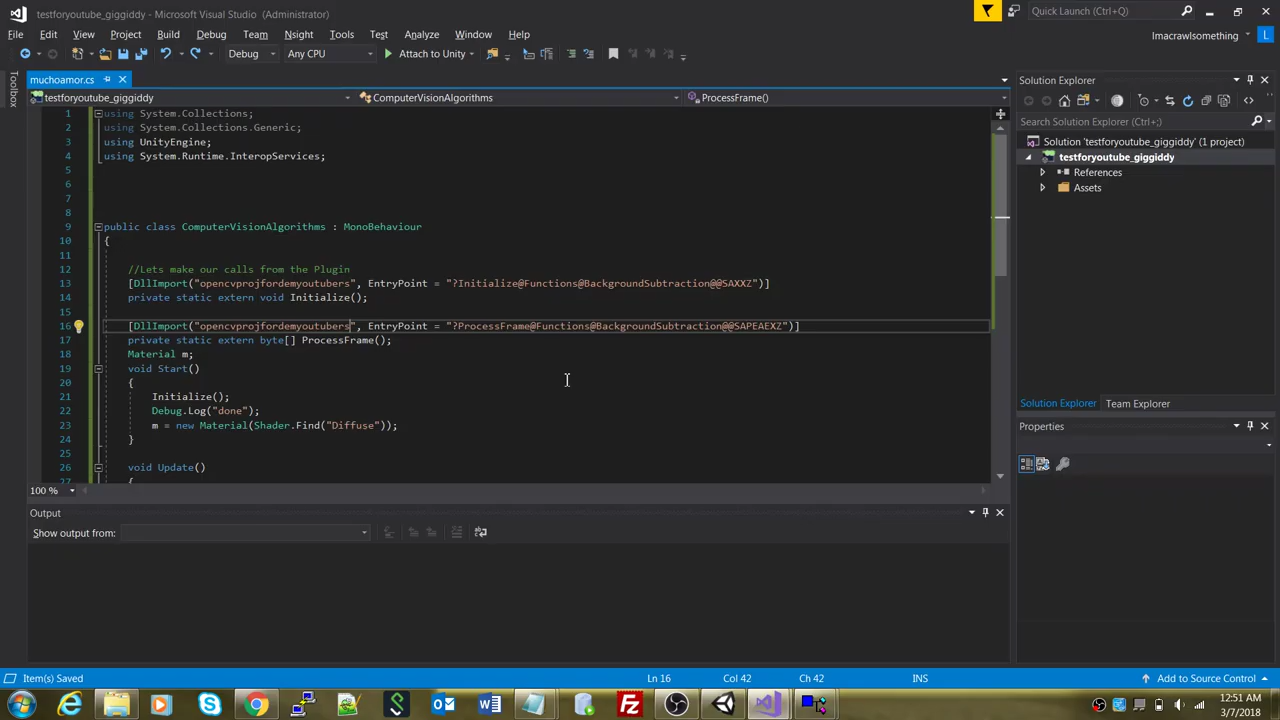 testforyoutube_giggiddy - Microsoft Visual Studio (Administrator)
Quick Launch (Ctrl+;)
File Edit View Project Build Debug Team Nsight Tools Test Analyze Window Help
Imacrawlsomething
L
Debug Any CPU Attach to Unity
Toolbox
muchoamor.cs
testforyoutube_giggiddy ComputerVisionAlgorithms ProcessFrame()
1 using System.Collections;
2 using System.Collections.Generic;
3 using UnityEngine;
4 using System.Runtime.InteropServices;
5
6
7
8
9 public class ComputerVisionAlgorithms : MonoBehaviour
10 {
11
12 //Lets make our calls from the Plugin
13 [DllImport("opencvprojfordemyoutubers", EntryPoint = "?Initialize@Functions@BackgroundSubtraction@@SAXXZ")]
14 private static extern void Initialize();
15
16 [DllImport("opencvprojfordemyoutubers", EntryPoint = "?ProcessFrame@Functions@BackgroundSubtraction@@SAPEAEXZ")]
17 private static extern byte[] ProcessFrame();
18 Material m;
19 void Start()
20 {
21 Initialize();
22 Debug.Log("done");
23 m = new Material(Shader.Find("Diffuse"));
24 }
25
26 void Update()
27 {
100 %
Output
Show output from:
Solution Explorer
Search Solution Explorer (Ctrl+;)
Solution 'testforyoutube_giggiddy' (1 project)
testforyoutube_giggiddy
References
Assets
Solution Explorer Team Explorer
Properties
Item(s) Saved Ln 16 Col 42 Ch 42 INS Add to Source Control
12:51 AM
3/7/2018